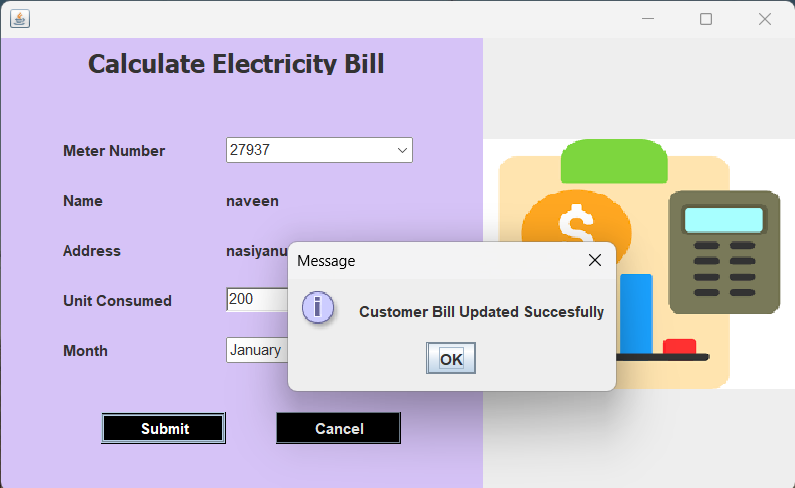 Calculate Electricity Bill
Meter Number 27937
Name naveen
Address nasiyanu
Message
Unit Consumed 200
Customer Bill Updated Succesfully
Month January
OK
Submit Cancel
$